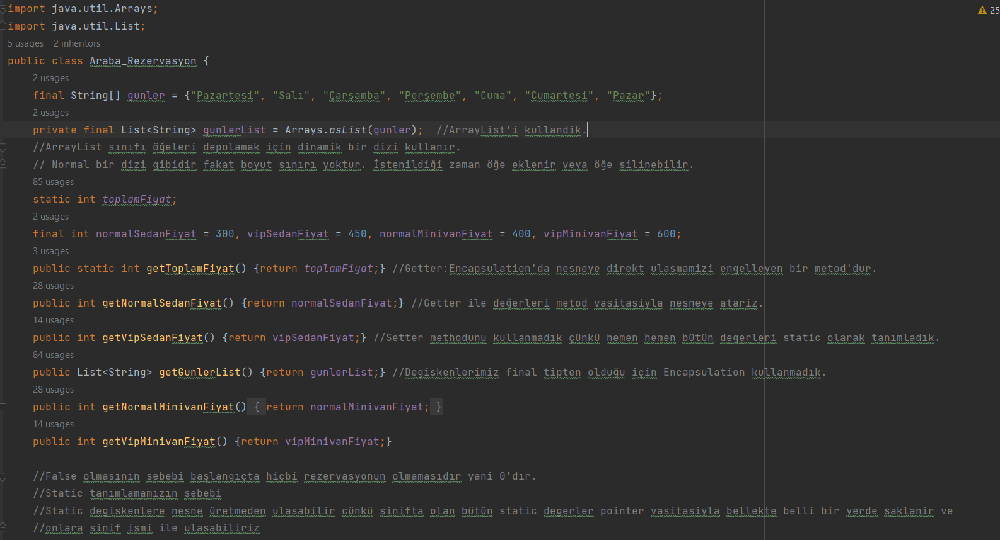 import java.util.Arrays;
25
import java.util.List;
5 usages 2 inheritors
public class Araba_Rezervasyon {
2 usages
final String[] gunler = {"Pazartesi", "Salı", "Çarşamba", "Perşembe", "Cuma", "Cumartesi", "Pazar"};
2 usages
private final List<String> gunlerList = Arrays.asList(gunler); //ArrayList'i kullandik.
//ArrayList sınıfı öğeleri depolamak için dinamik bir dizi kullanır.
// Normal bir dizi gibidir fakat boyut sınırı yoktur. İstenildiği zaman öğe eklenir veya öğe silinebilir.
85 usages
static int toplamFiyat;
2 usages
final int normalSedanFiyat = 300, vipSedanFiyat = 450, normalMinivanFiyat = 400, vipMinivanFiyat = 600;
3 usages
public static int getToplamFiyat() {return toplamFiyat;} //Getter:Encapsulation'da nesneye direkt ulasmamizi engelleyen bir metod'dur.
28 usages
public int getNormalSedanFiyat() {return normalSedanFiyat;} //Getter ile değerleri metod vasitasiyla nesneye atariz.
14 usages
public int getVipSedanFiyat() {return vipSedanFiyat;} //Setter methodunu kullanmadık çünkü hemen hemen bütün degerleri static olarak tanımladık.
84 usages
public List<String> getGunlerList() {return gunlerList;} //Degiskenlerimiz final tipten olduğu için Encapsulation kullanmadık.
28 usages
public int getNormalMinivanFiyat() { return normalMinivanFiyat; }
14 usages
public int getVipMinivanFiyat() {return vipMinivanFiyat;}
//False olmasının sebebi başlangıçta hiçbi rezervasyonun olmamasıdır yani 0'dır.
//Static tanımlamamızın sebebi
//Static degiskenlere nesne üretmeden ulasabilir cünkü sinifta olan bütün static degerler pointer vasitasiyla bellekte belli bir yerde saklanir ve
//onlara sinif ismi ile ulasabiliriz